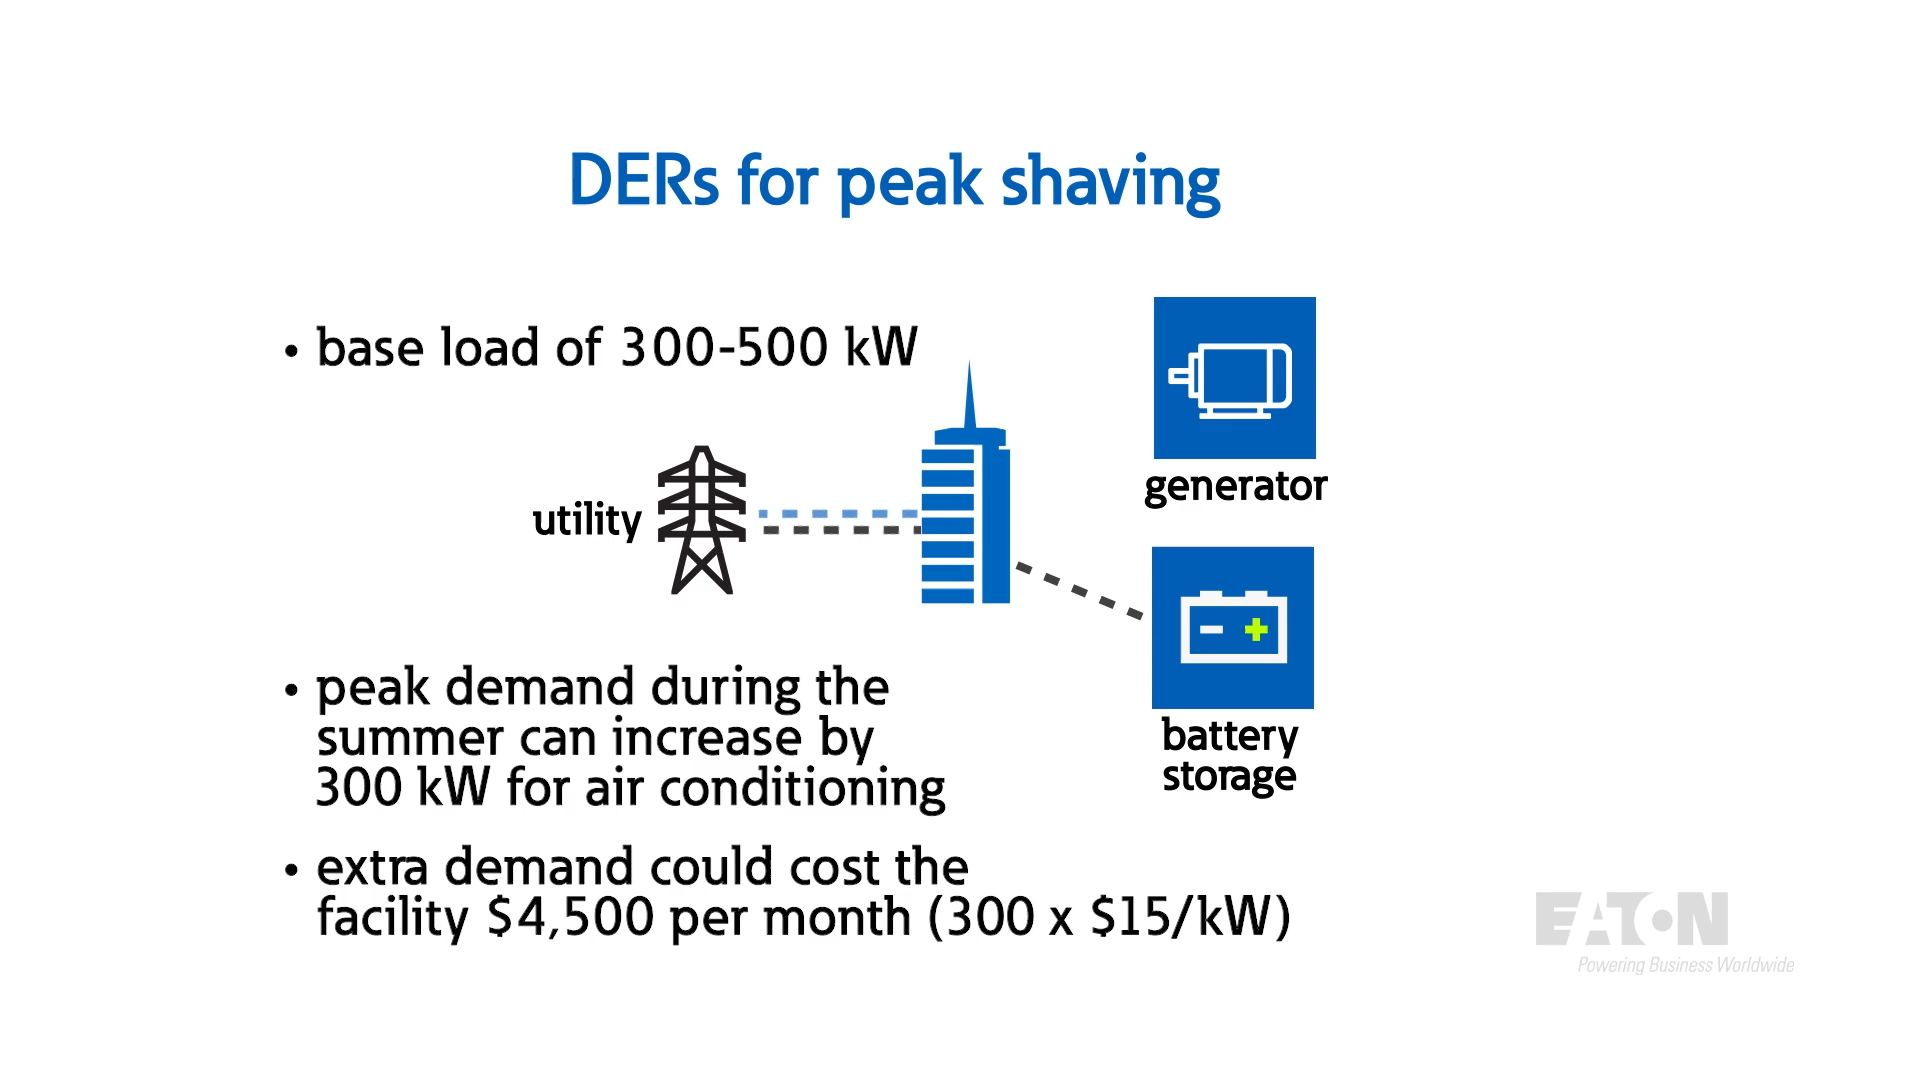 DERs for peak shaving
• base load of 300-500 kW
utility
generator
battery
storage
• peak demand during the
summer can increase by
300 kW for air conditioning
• extra demand could cost the
facility $4,500 per month (300 x $15/kW)
EATON
Powering Business Worldwide